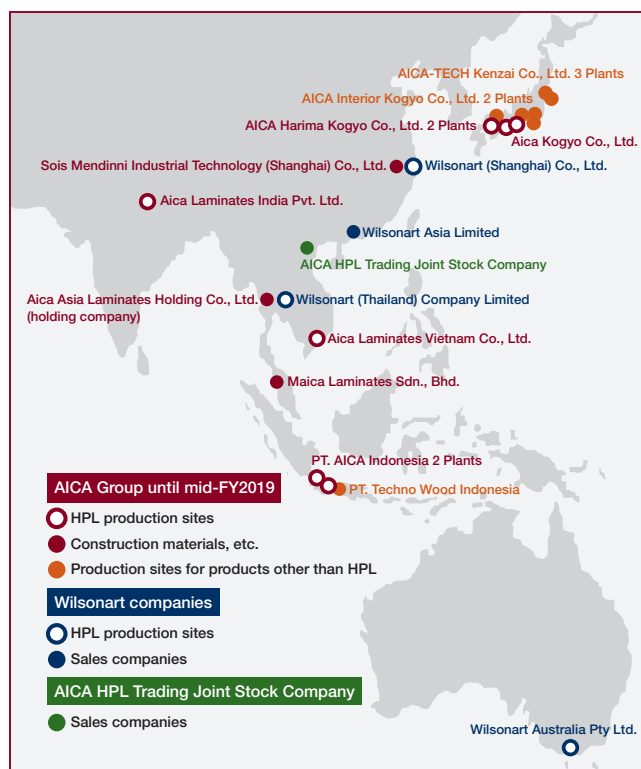 AICA-TECH Kenzai Co., Ltd. 3 Plants
AICA Interior Kogyo Co., Ltd. 2 Plants
AICA Harima Kogyo Co., Ltd. 2 Plants
Aica Kogyo Co., Ltd.
Sois Mendinni Industrial Technology (Shanghai) Co., Ltd.
Wilsonart (Shanghai) Co., Ltd.
Aica Laminates India Pvt. Ltd.
Wilsonart Asia Limited
AICA HPL Trading Joint Stock Company
Aica Asia Laminates Holding Co., Ltd.
(holding company)
Wilsonart (Thailand) Company Limited
Aica Laminates Vietnam Co., Ltd.
Maica Laminates Sdn., Bhd.
PT. AICA Indonesia 2 Plants
PT. Techno Wood Indonesia
AICA Group until mid-FY2019
HPL production sites
Construction materials, etc.
Production sites for products other than HPL
Wilsonart companies
HPL production sites
Sales companies
AICA HPL Trading Joint Stock Company
Sales companies
Wilsonart Australia Pty Ltd.